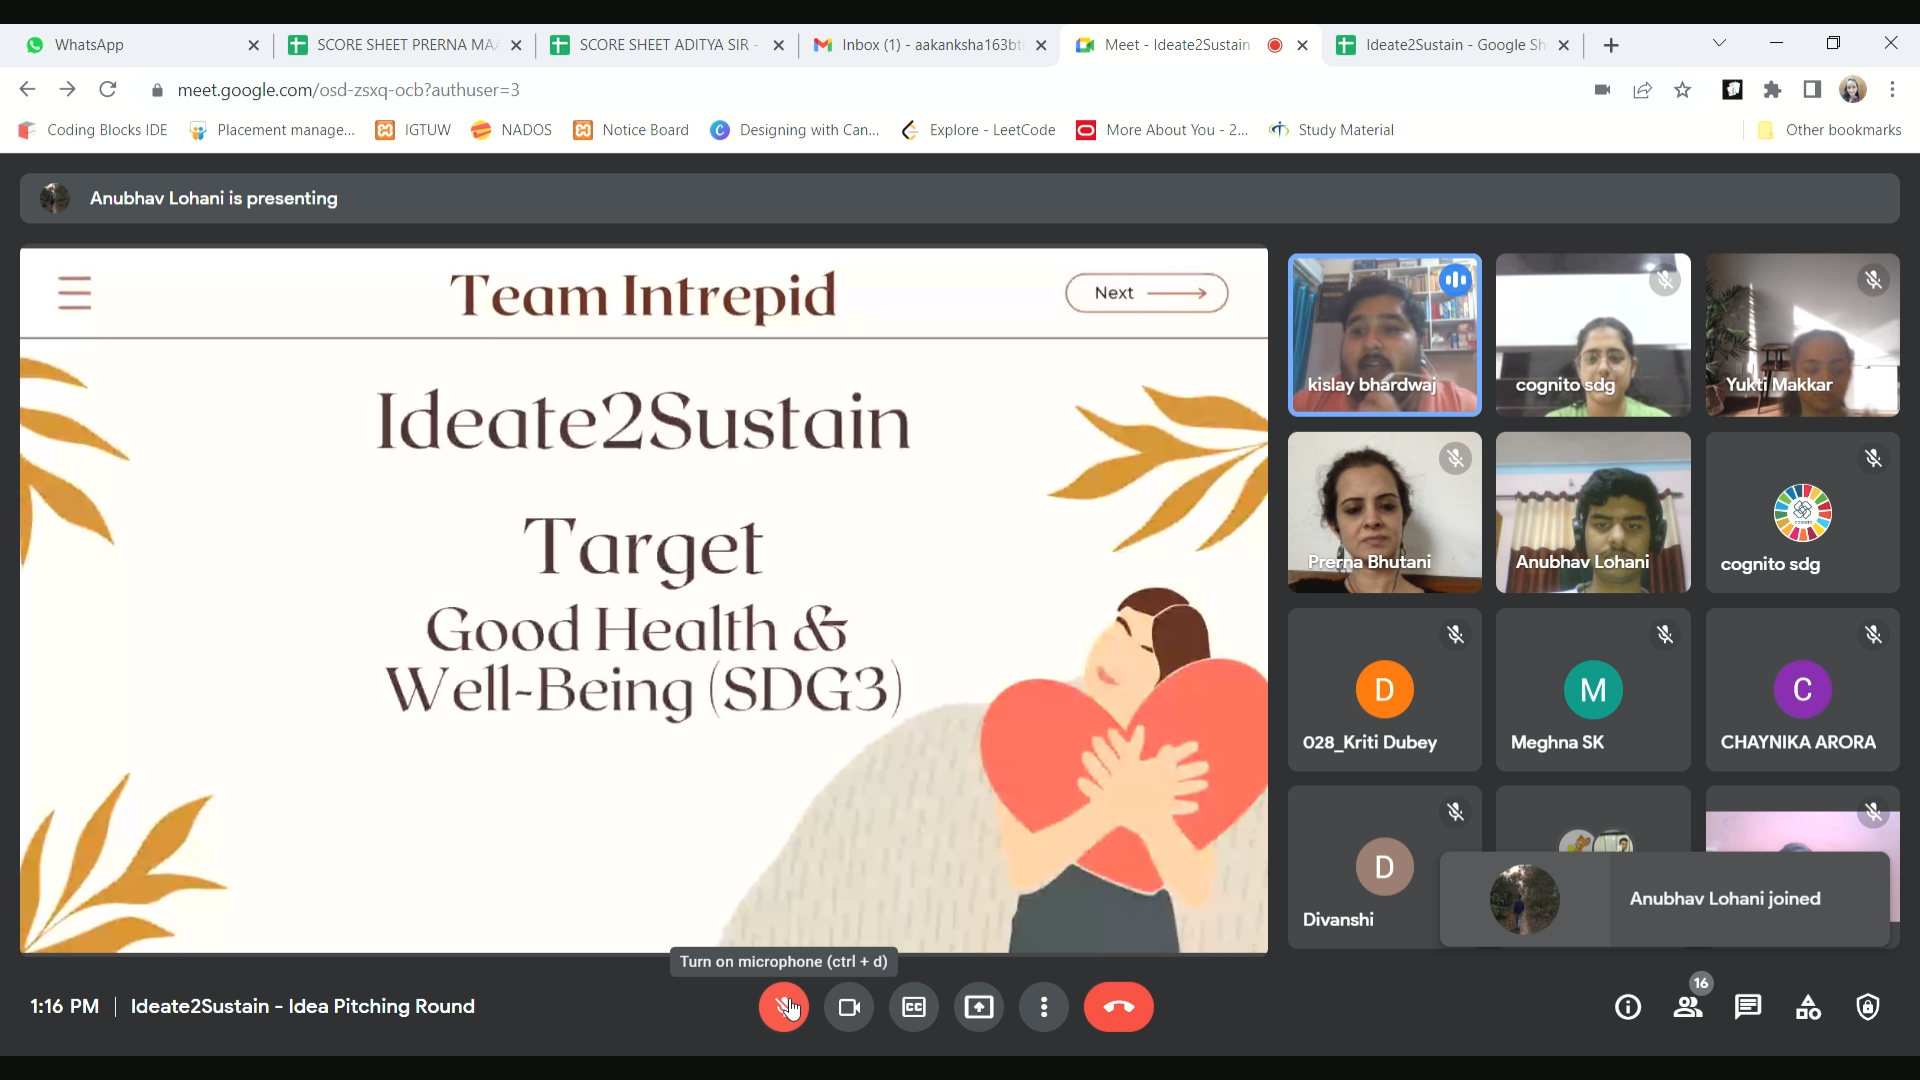 WhatsApp
SCORE SHEET PRERNA MAA
SCORE SHEET ADITYA SIR -
Inbox (1) - aakanksha163bt
Meet - Ideate2Sustain
Ideate2Sustain - Google Sh
meet.google.com/osd-zsxq-ocb?authuser=3
Coding Blocks IDE
Placement manage...
IGTUW
NADOS
Notice Board
Designing with Can...
Explore - LeetCode
More About You - 2...
Study Material
Other bookmarks
Anubhav Lohani is presenting
Team Intrepid
Next
Ideate2Sustain
Target
Good Health &
Well-Being (SDG3)
kislay bhardwaj
cognito sdg
Yukti Makkar
Prerna Bhutani
Anubhav Lohani
cognito sdg
D
028_Kriti Dubey
M
Meghna SK
C
CHAYNIKA ARORA
D
Divanshi
Anubhav Lohani joined
Turn on microphone (ctrl + d)
1:16 PM
Ideate2Sustain - Idea Pitching Round
16